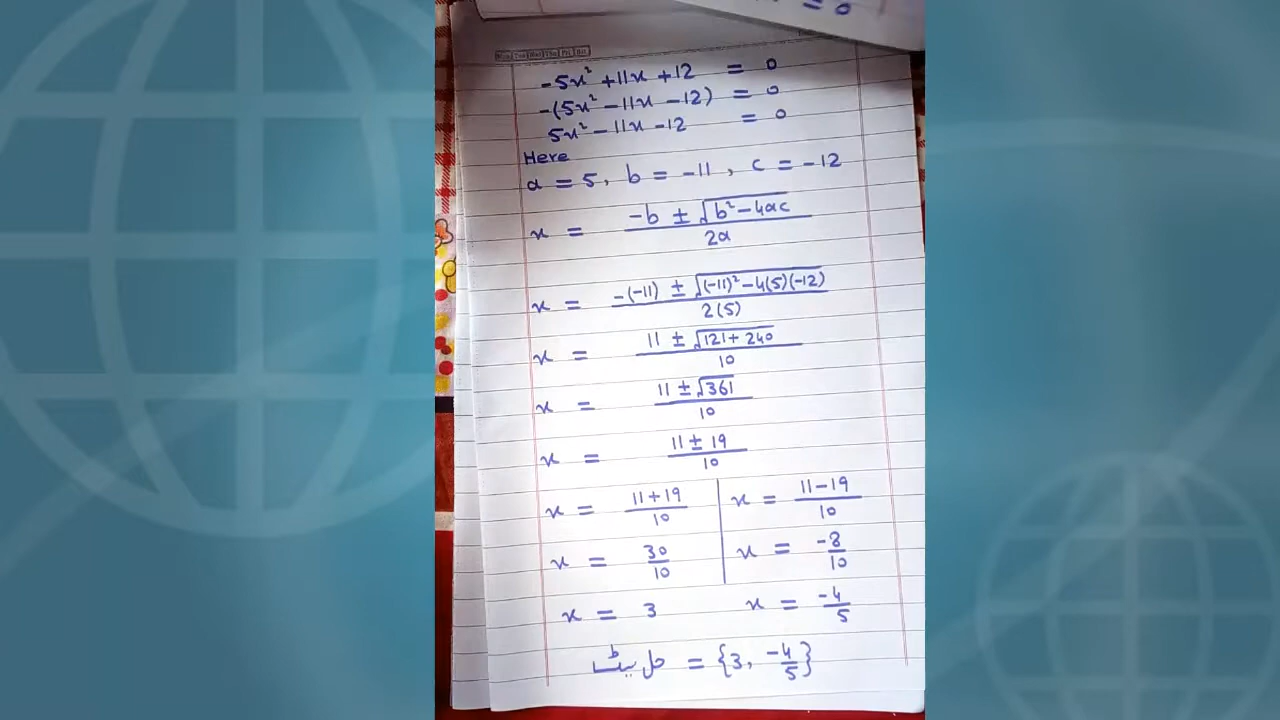 = 0
-5x² + 11x + 12 = 0
-(5x² - 11x - 12) = 0
5x² - 11x - 12 = 0
Here
a = 5, b = -11, c = -12
x = (-b ± √(b² - 4ac)) / 2a
x = (-(-11) ± √((-11)² - 4(5)(-12))) / 2(5)
x = (11 ± √(121 + 240)) / 10
x = (11 ± √361) / 10
x = (11 ± 19) / 10
x = (11 + 19) / 10 | x = (11 - 19) / 10
x = 30/10 | x = -8/10
x = 3 x = -4/5
حل سیٹ = {3, -4/5}